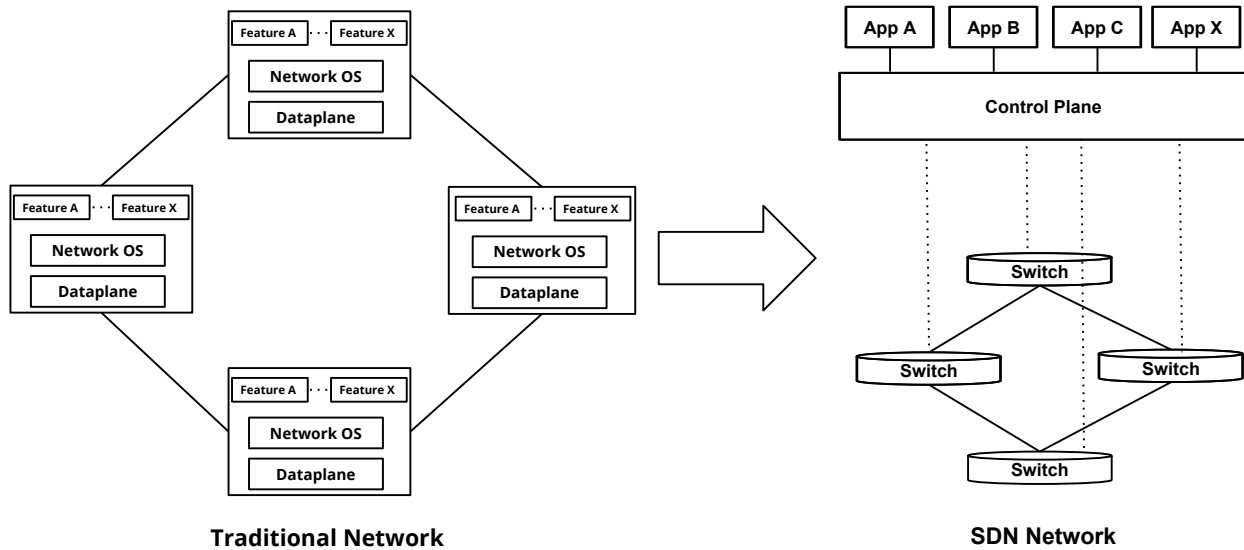 Feature A ··· Feature X
Network OS
Dataplane
Feature A ··· Feature X
Network OS
Dataplane
Feature A ··· Feature X
Network OS
Dataplane
Feature A ··· Feature X
Network OS
Dataplane
Traditional Network
App A
App B
App C
App X
Control Plane
Switch
Switch
Switch
Switch
SDN Network